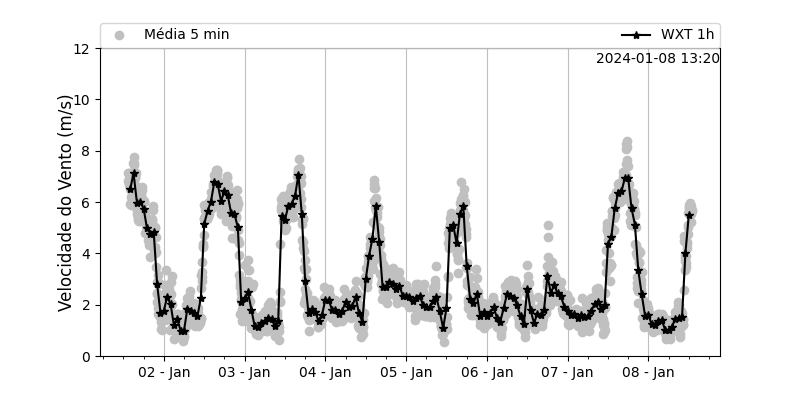 Média 5 min
WXT 1h
2024-01-08 13:20
Velocidade do Vento (m/s)
12
10
8
6
4
2
0
02 - Jan 03 - Jan 04 - Jan 05 - Jan 06 - Jan 07 - Jan 08 - Jan